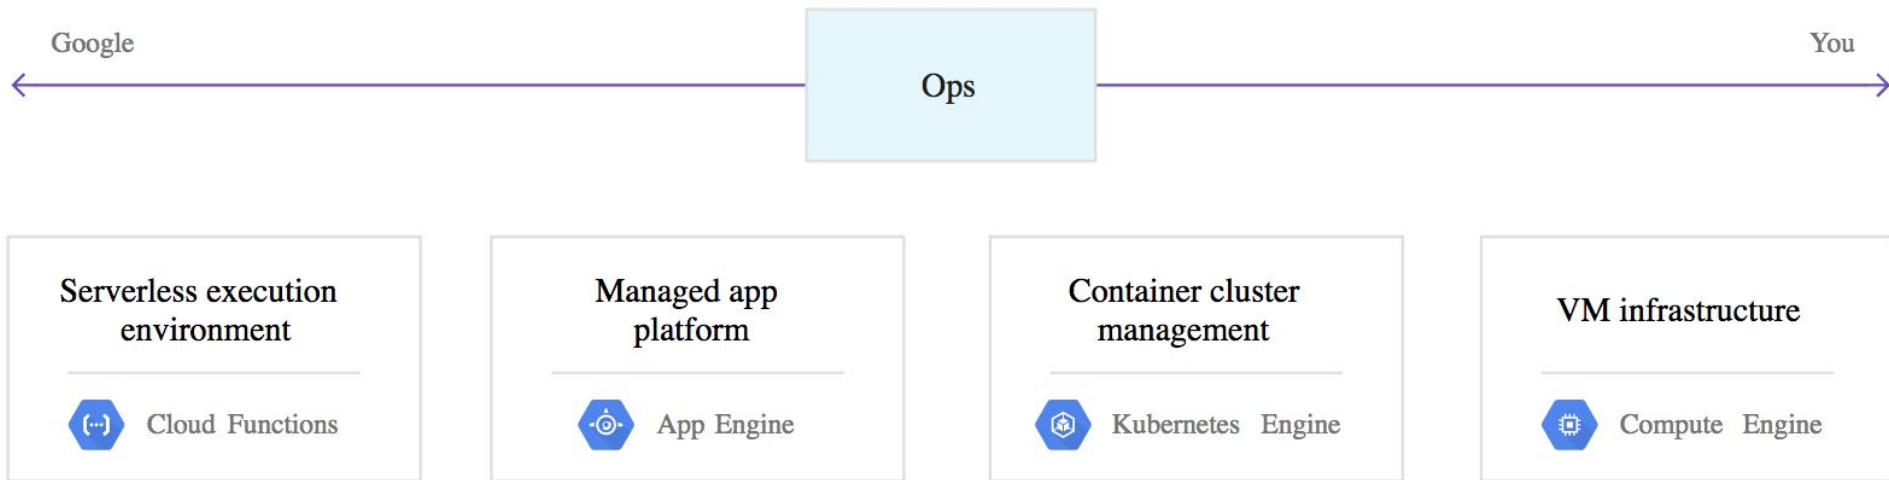 Google
You
Ops
Serverless execution
environment
Cloud Functions
Managed app
platform
App Engine
Container cluster
management
Kubernetes Engine
VM infrastructure
Compute Engine